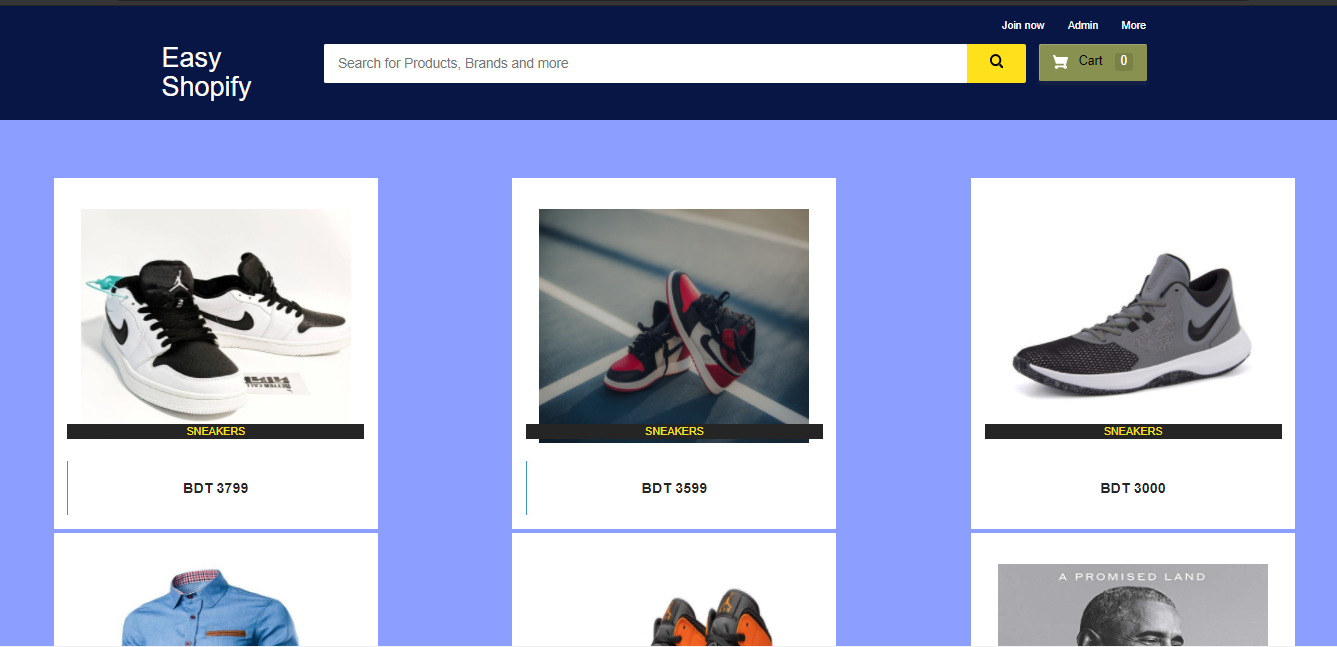 Join now Admin More
Easy
Shopify
Search for Products, Brands and more
Cart 0
SNEAKERS
SNEAKERS
SNEAKERS
BDT 3799
BDT 3599
BDT 3000
A PROMISED LAND